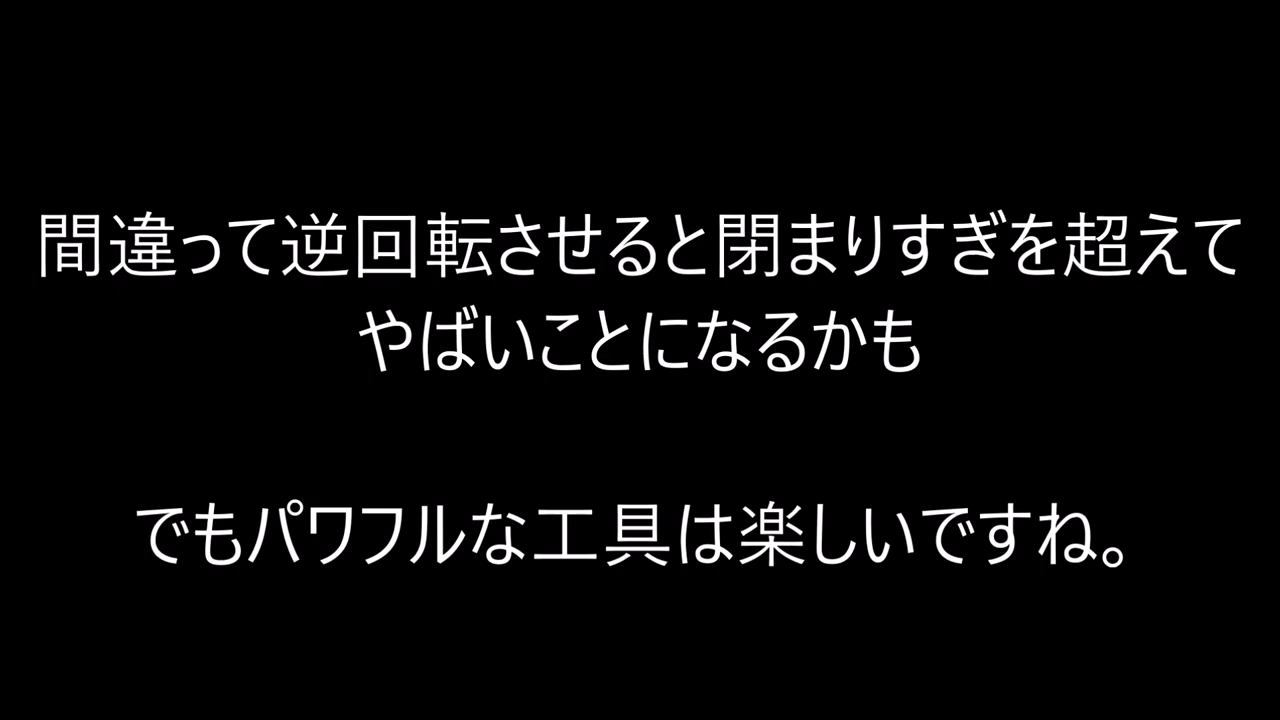 間違って逆回転させると閉まりすぎを超えて
やばいことになるかも
でもパワフルな工具は楽しいですね。